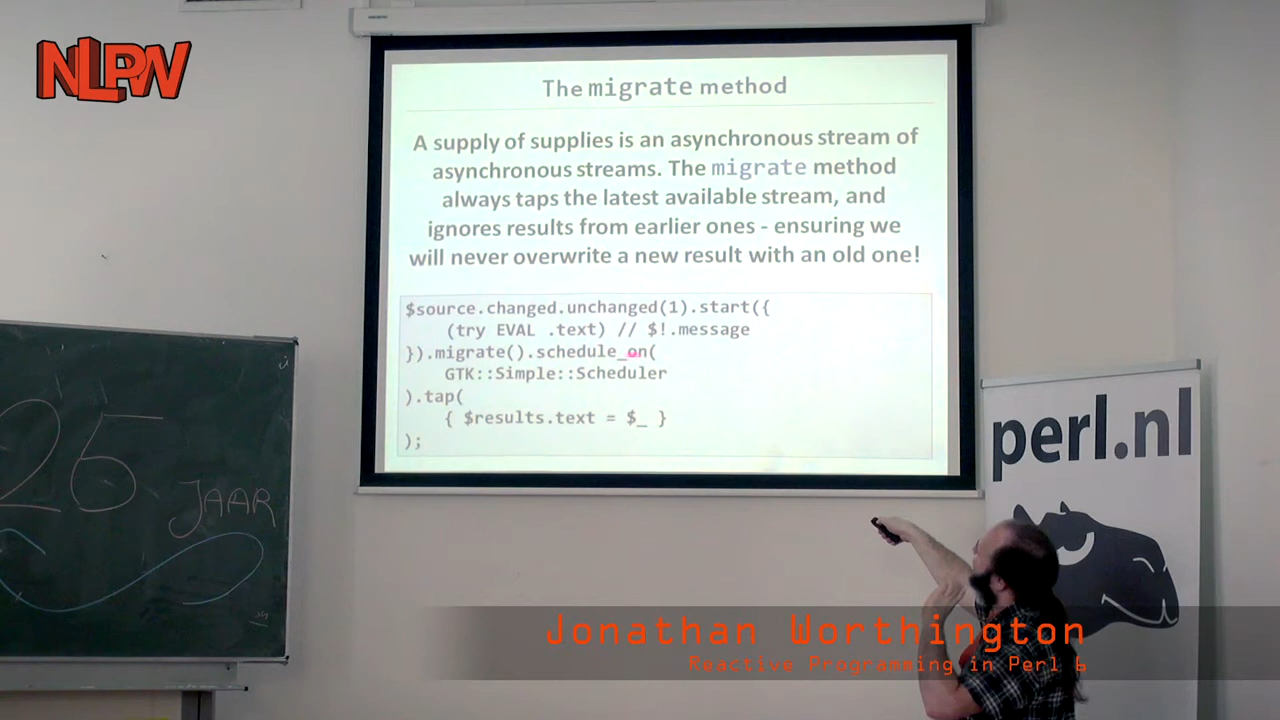 NLPW
The migrate method
A supply of supplies is an asynchronous stream of
asynchronous streams. The migrate method
always taps the latest available stream, and
ignores results from earlier ones - ensuring we
will never overwrite a new result with an old one!
$source.changed.unchanged(1).start({
(try EVAL .text) // $!.message
}).migrate().schedule_on(
GTK::Simple::Scheduler
).tap(
{ $results.text = $_ }
);
25
JAAR
perl.nl
Jonathan Worthington
Reactive Programming in Perl 6